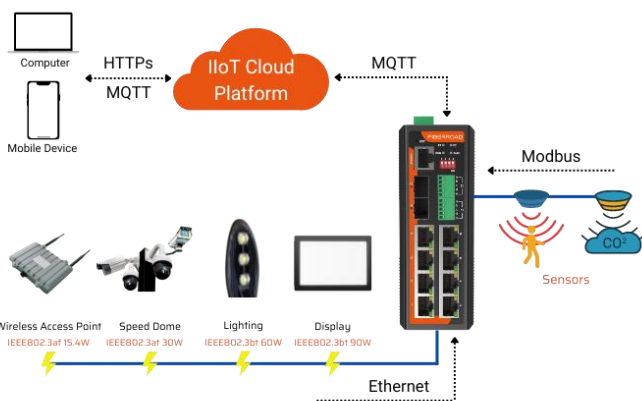 Computer
HTTPs
MQTT
Mobile Device
IIoT Cloud
Platform
MQTT
FIBERROAD
Modbus
CO²
Sensors
Wireless Access Point
IEEE802.3af 15.4W
Speed Dome
IEEE802.3at 30W
Lighting
IEEE802.3bt 60W
Display
IEEE802.3bt 90W
Ethernet